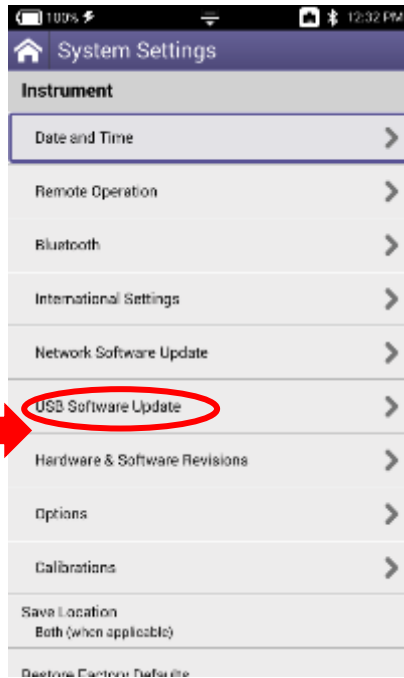 100% 12:32 PM
System Settings
Instrument
Date and Time
Remote Operation
Bluetooth
International Settings
Network Software Update
USB Software Update
Hardware & Software Revisions
Options
Calibrations
Save Location
Both (when applicable)
Restore Factory Defaults